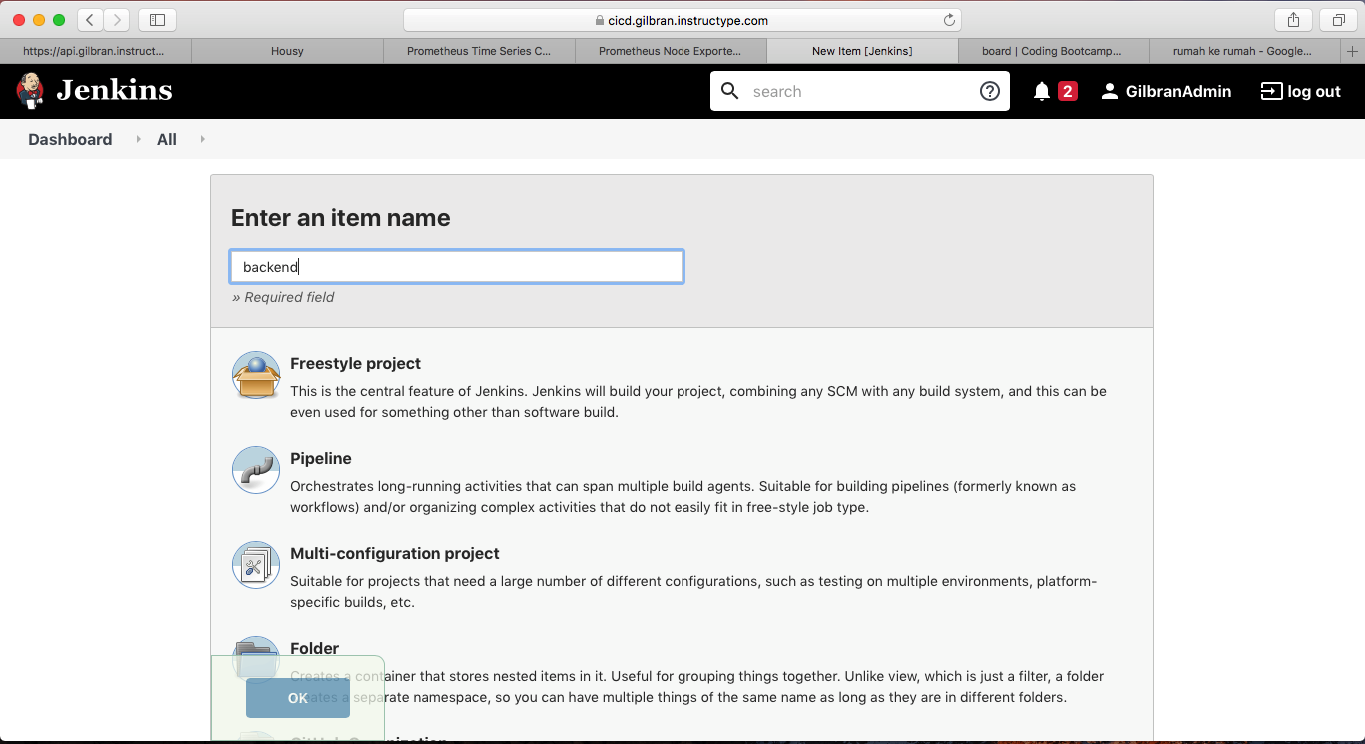 cicd.gilbran.instructype.com
https://api.gilbran.instruct...
Housy
Prometheus Time Series C...
Prometheus Noce Exporte...
New Item [Jenkins]
board | Coding Bootcamp...
rumah ke rumah - Google...
Jenkins
search
2
GilbranAdmin
log out
Dashboard
All
Enter an item name
backend
» Required field
Freestyle project
This is the central feature of Jenkins. Jenkins will build your project, combining any SCM with any build system, and this can be
even used for something other than software build.
Pipeline
Orchestrates long-running activities that can span multiple build agents. Suitable for building pipelines (formerly known as
workflows) and/or organizing complex activities that do not easily fit in free-style job type.
Multi-configuration project
Suitable for projects that need a large number of different configurations, such as testing on multiple environments, platform-
specific builds, etc.
Folder
Creates a container that stores nested items in it. Useful for grouping things together. Unlike view, which is just a filter, a folder
creates a separate namespace, so you can have multiple things of the same name as long as they are in different folders.
OK
GitHub Organization